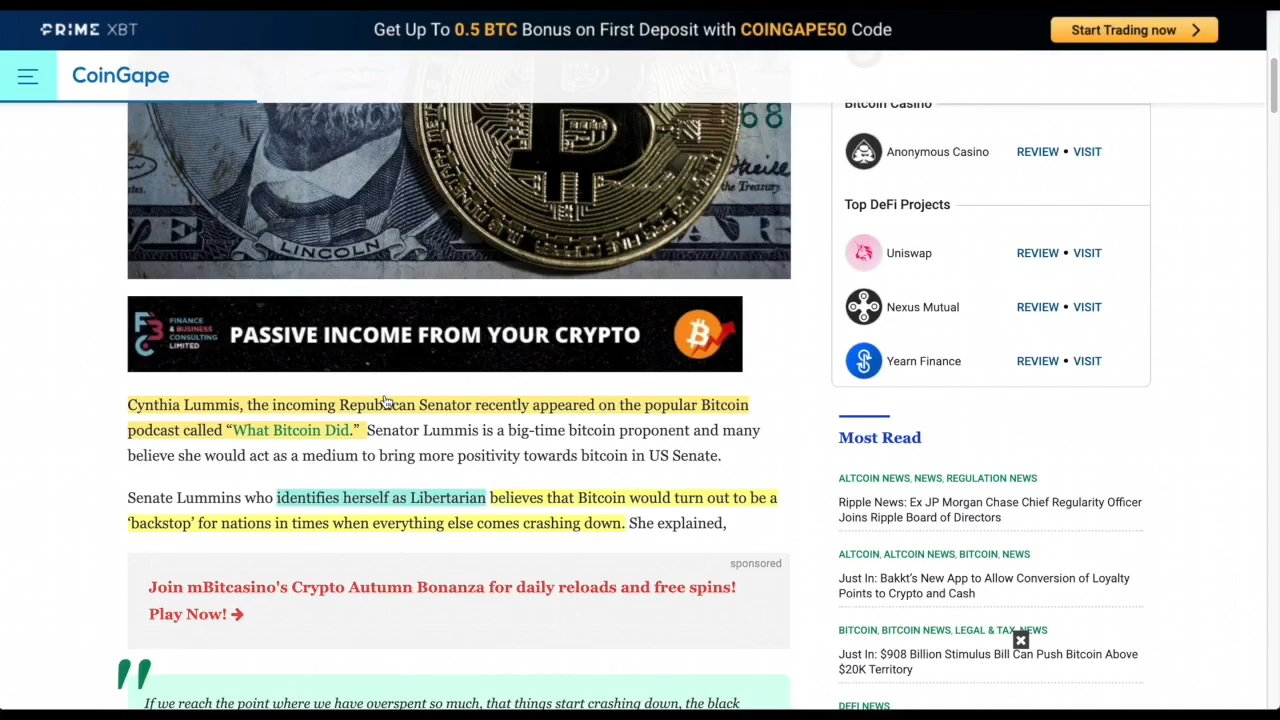 PRIME XBT
Get Up To 0.5 BTC Bonus on First Deposit with COINGAPE50 Code
Start Trading now
CoinGape
68
the Treasury.
LINCOLN
FINANCE
& BUSINESS
CONSULTING
LIMITED
PASSIVE INCOME FROM YOUR CRYPTO
Cynthia Lummis, the incoming Republican Senator recently appeared on the popular Bitcoin
podcast called “What Bitcoin Did.” Senator Lummis is a big-time bitcoin proponent and many
believe she would act as a medium to bring more positivity towards bitcoin in US Senate.
Senate Lummins who identifies herself as Libertarian believes that Bitcoin would turn out to be a
‘backstop’ for nations in times when everything else comes crashing down. She explained,
sponsored
Join mBitcasino's Crypto Autumn Bonanza for daily reloads and free spins!
Play Now!
If we reach the point where we have overspent so much, that things start crashing down, the black
Bitcoin Casino
Anonymous Casino REVIEW • VISIT
Top DeFi Projects
Uniswap REVIEW • VISIT
Nexus Mutual REVIEW • VISIT
Yearn Finance REVIEW • VISIT
Most Read
ALTCOIN NEWS, NEWS, REGULATION NEWS
Ripple News: Ex JP Morgan Chase Chief Regularity Officer
Joins Ripple Board of Directors
ALTCOIN, ALTCOIN NEWS, BITCOIN, NEWS
Just In: Bakkt’s New App to Allow Conversion of Loyalty
Points to Crypto and Cash
BITCOIN, BITCOIN NEWS, LEGAL & TAX, NEWS
Just In: $908 Billion Stimulus Bill Can Push Bitcoin Above
$20K Territory
DEFI NEWS